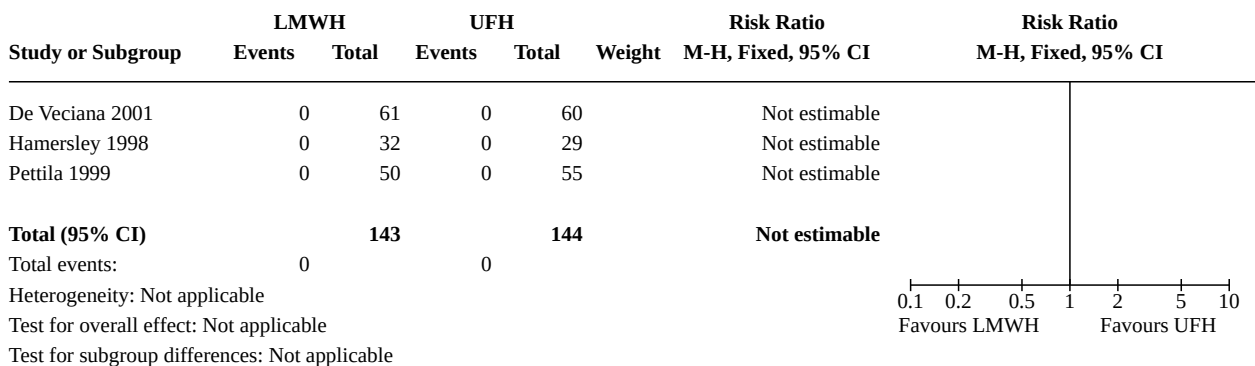 LMWH UFH Risk Ratio Risk Ratio
Study or Subgroup Events Total Events Total Weight M-H, Fixed, 95% CI M-H, Fixed, 95% CI
De Veciana 2001 0 61 0 60 Not estimable
Hamersley 1998 0 32 0 29 Not estimable
Pettila 1999 0 50 0 55 Not estimable
Total (95% CI) 143 144 Not estimable
Total events: 0 0
Heterogeneity: Not applicable
Test for overall effect: Not applicable
Test for subgroup differences: Not applicable
0.1 0.2 0.5 1 2 5 10
Favours LMWH Favours UFH